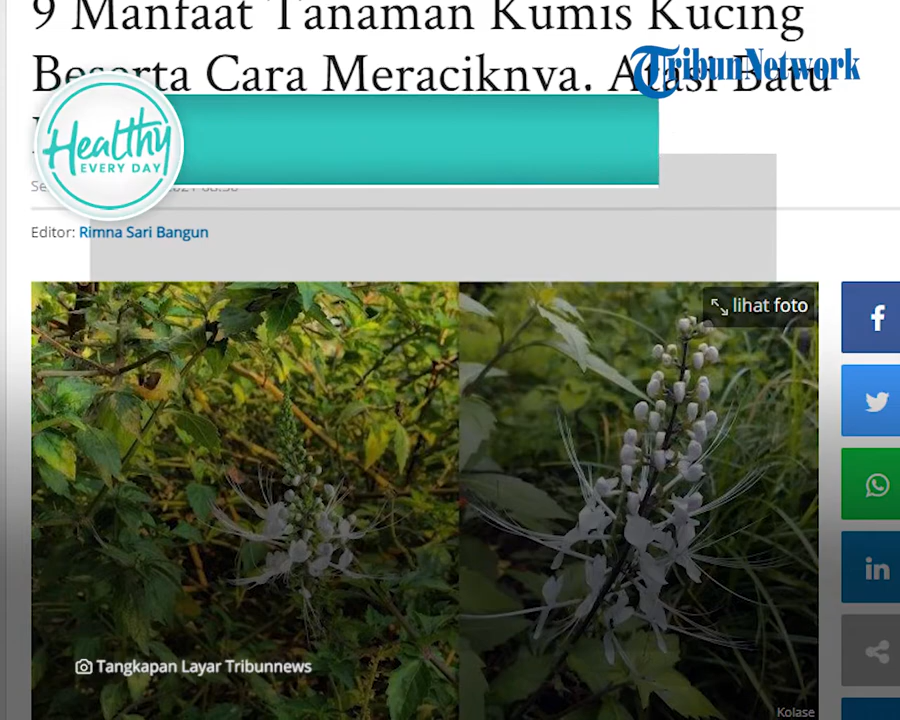 9 Manfaat Tanaman Kumis Kucing
TribunNetwork
Beserta Cara Meraciknya. Atasi Batu
Healthy
EVERY DAY
Editor: Rimna Sari Bangun
lihat foto
Tangkapan Layar Tribunnews
Kolase